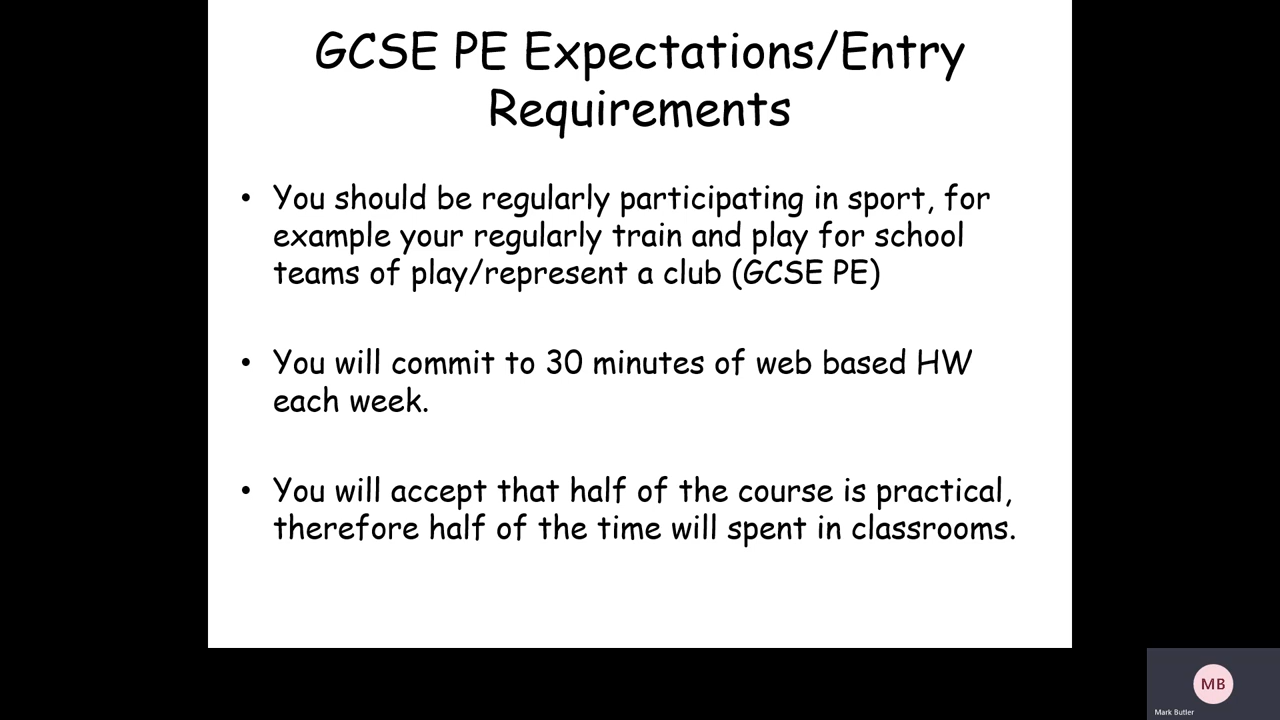 GCSE PE Expectations/Entry
Requirements
• You should be regularly participating in sport, for
example your regularly train and play for school
teams of play/represent a club (GCSE PE)
• You will commit to 30 minutes of web based HW
each week.
• You will accept that half of the course is practical,
therefore half of the time will spent in classrooms.
MB
Mark Butler